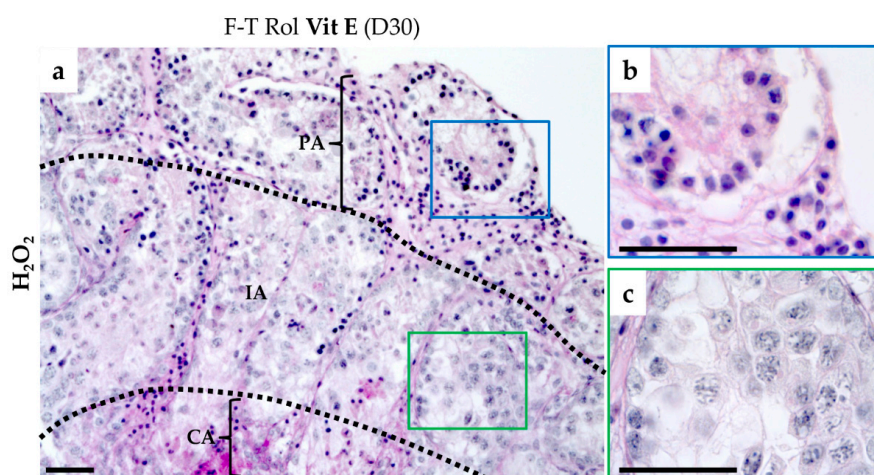 F-T Rol Vit E (D30)
a
b
PA
H₂O₂
IA
c
CA